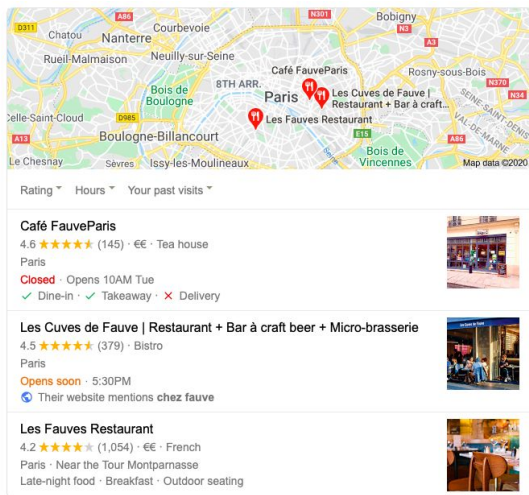 A86
N301
Bobigny
D311
Courbevoie
N3
Chatou
Nanterre
A3
Rueil-Malmaison
Neuilly-sur-Seine
Café FauveParis
Rosny-sous-Bois
8TH ARR.
N370
Bois de
Boulogne
Paris
Les Cuves de Fauve |
Restaurant + Bar à craft...
N34
SEINE-SAINT-DENIS
VAL-DE-MARNE
Celle-Saint-Cloud
D985
Les Fauves Restaurant
A13
Boulogne-Billancourt
E15
A86
Bois de
Vincennes
Le Chesnay
Sèvres
Issy-les-Moulineaux
Map data ©2020
Rating Hours Your past visits
Café FauveParis
4.6 (145) · €€ · Tea house
Paris
Closed · Opens 10AM Tue
Dine-in · Takeaway · Delivery
Les Cuves de Fauve | Restaurant + Bar à craft beer + Micro-brasserie
4.5 (379) · Bistro
Paris
Opens soon · 5:30PM
Their website mentions chez fauve
Les Fauves Restaurant
4.2 (1,054) · €€ · French
Paris · Near the Tour Montparnasse
Late-night food · Breakfast · Outdoor seating